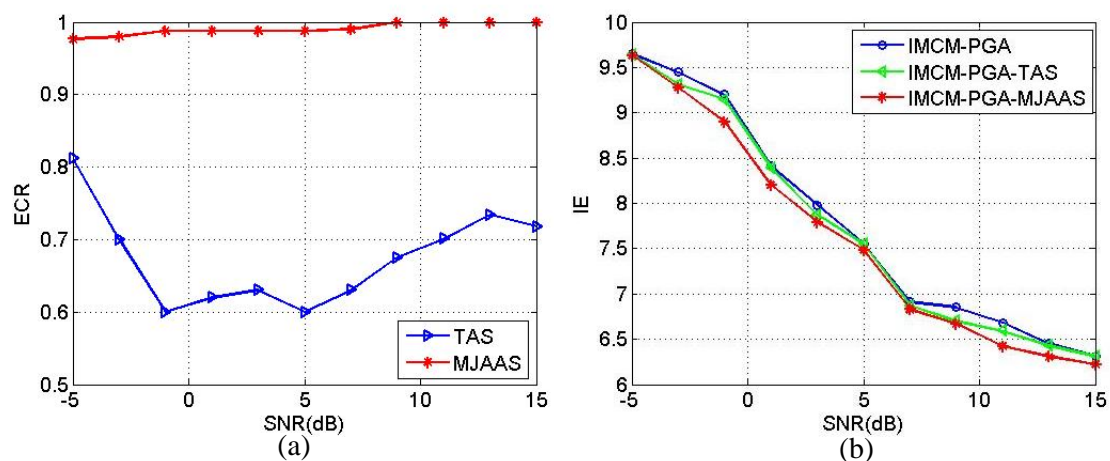 1
0.9
0.8
0.7
0.6
0.5
ECR
-5
0
5
10
15
SNR(dB)
TAS
MJAAS
(a)
10
9.5
9
8.5
8
7.5
7
6.5
6
IE
-5
0
5
10
15
SNR(dB)
IMCM-PGA
IMCM-PGA-TAS
IMCM-PGA-MJAAS
(b)